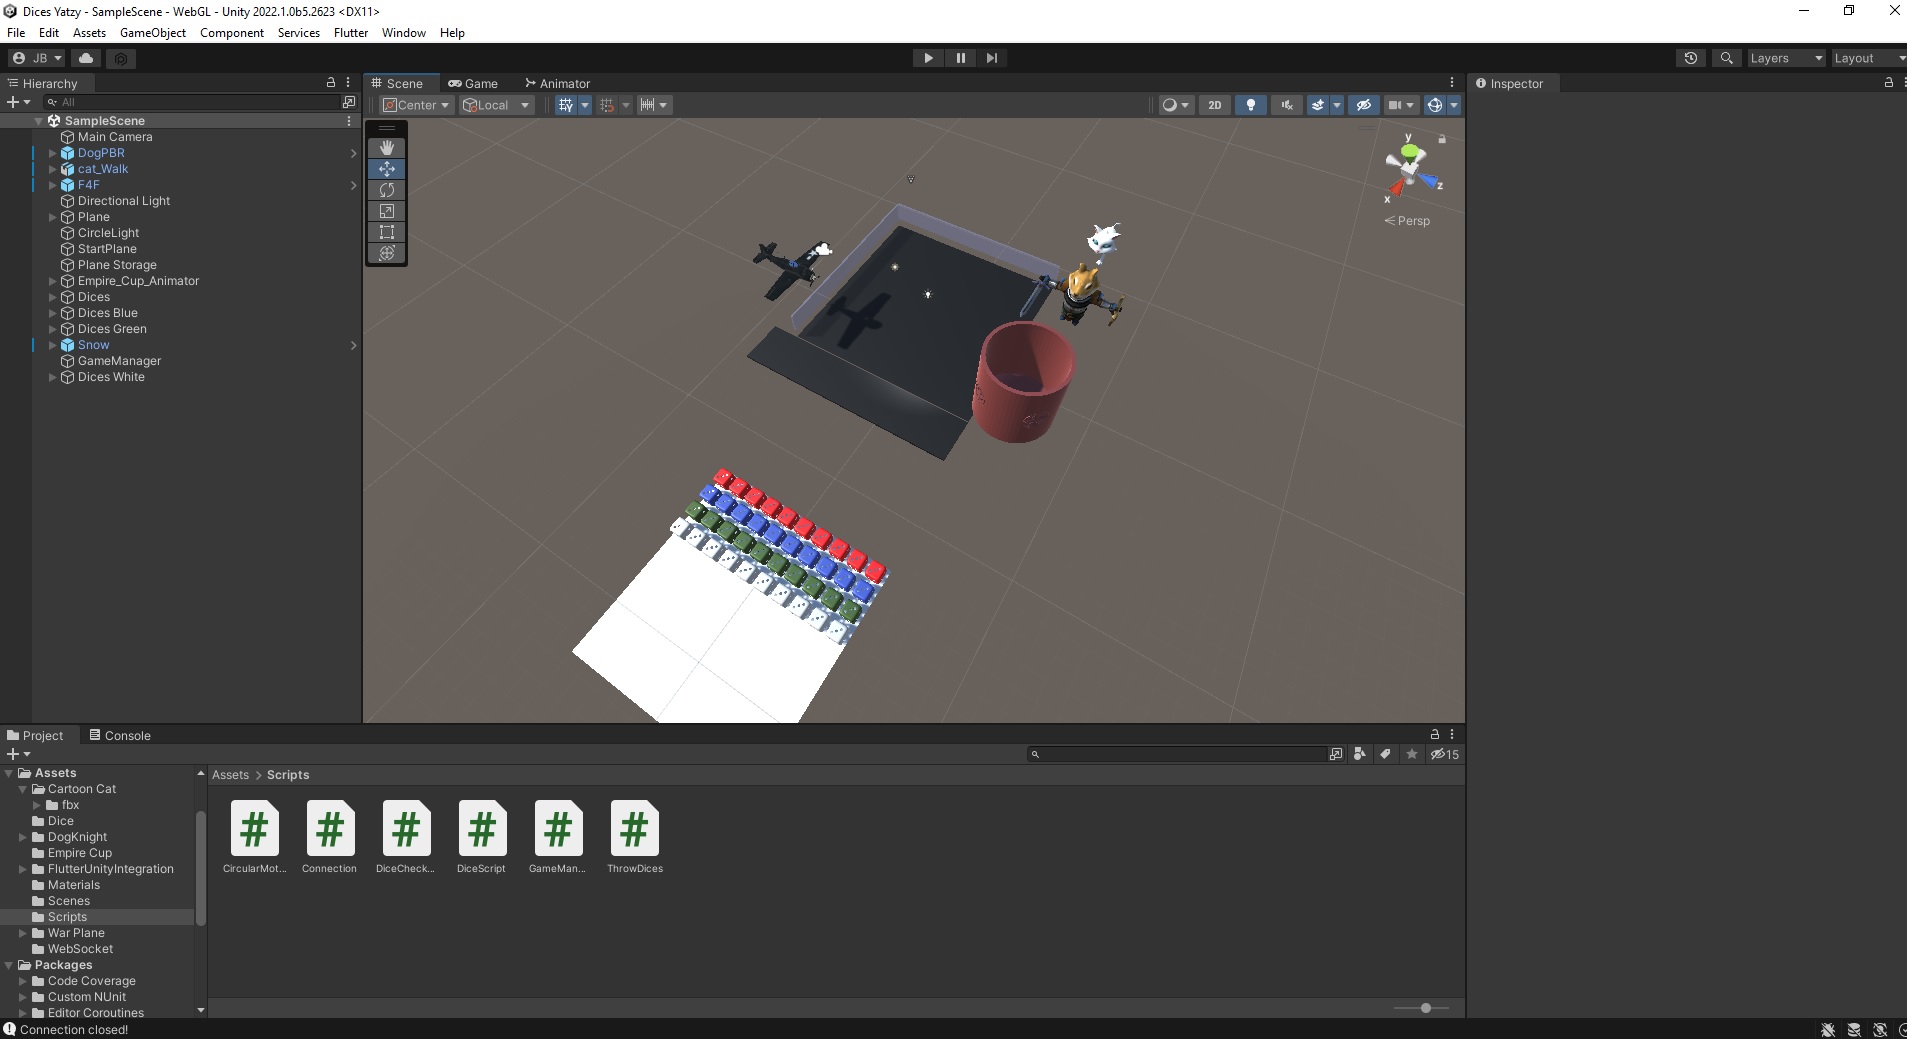 Dices Yatzy - SampleScene - WebGL - Unity 2022.1.0b5.2623 <DX11>
File Edit Assets GameObject Component Services Flutter Window Help
JB Layers Layout
Hierarchy
All
SampleScene
Main Camera
DogPBR
cat_Walk
F4F
Directional Light
Plane
CircleLight
StartPlane
Plane Storage
Empire_Cup_Animator
Dices
Dices Blue
Dices Green
Snow
GameManager
Dices White
Scene Game Animator
Center Local 2D
y
z
x
Persp
Inspector
Project Console
15
Assets
Cartoon Cat
fbx
Dice
DogKnight
Empire Cup
FlutterUnityIntegration
Materials
Scenes
Scripts
War Plane
WebSocket
Packages
Code Coverage
Custom NUnit
Editor Coroutines
Assets > Scripts
# # # # # #
CircularMot... Connection DiceCheck... DiceScript GameMan... ThrowDices
Connection closed!